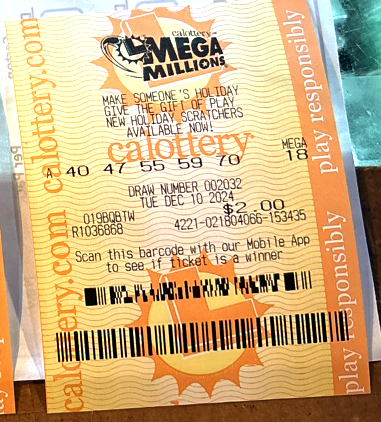 calottery
MEGA
MILLIONS
MAKE SOMEONE'S HOLIDAY
GIVE THE GIFT OF PLAY
NEW HOLIDAY SCRATCHERS
AVAILABLE NOW!
calottery
MEGA
A 40 47 55 59 70 18
DRAW NUMBER 002032
TUE DEC 10 2024
$2.00
019BQBTW
R1036868
4221-021804066-153435
Scan this barcode with our Mobile App
to see if ticket is a winner
calottery.com
calottery.com
play responsibly
play responsibly